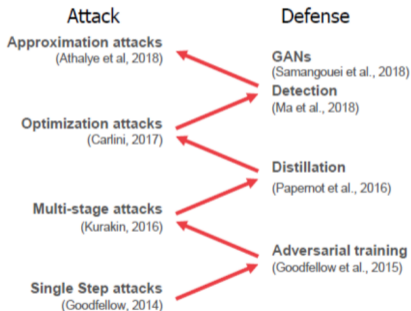 Attack
Defense
Approximation attacks
(Athalye et al, 2018)
GANs
(Samangouei et al., 2018)
Detection
(Ma et al., 2018)
Optimization attacks
(Carlini, 2017)
Distillation
(Papernot et al., 2016)
Multi-stage attacks
(Kurakin, 2016)
Adversarial training
(Goodfellow et al., 2015)
Single Step attacks
(Goodfellow, 2014)